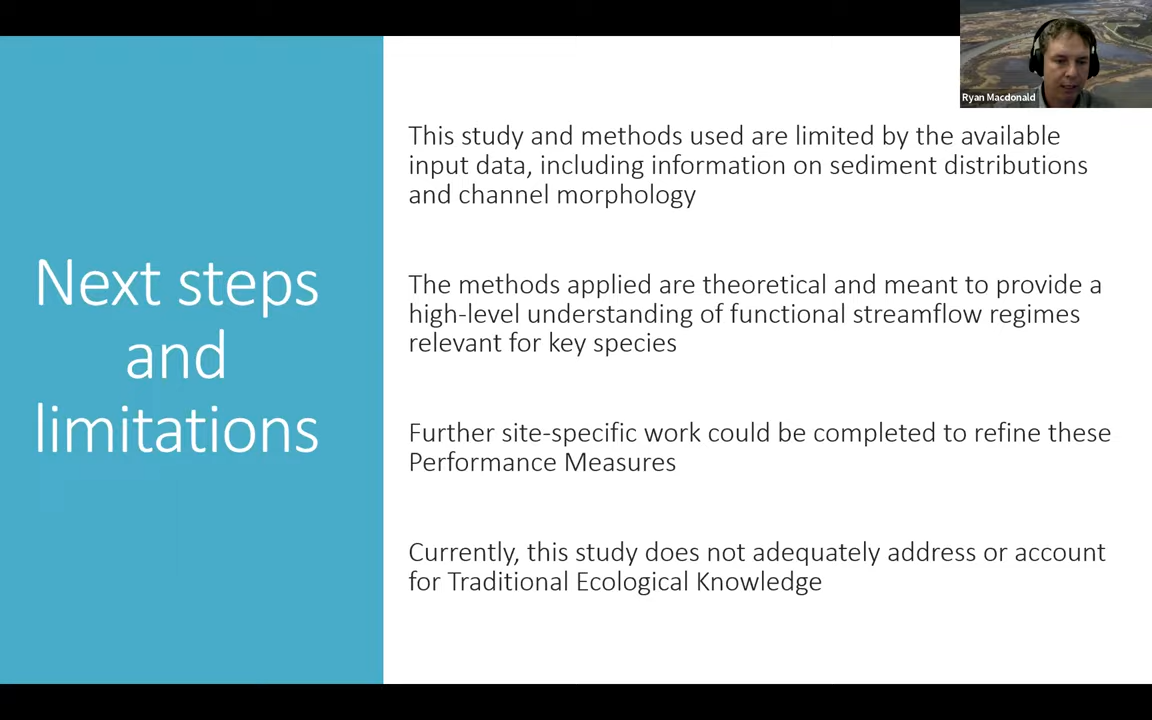 Ryan Macdonald
Next steps
and
limitations
This study and methods used are limited by the available
input data, including information on sediment distributions
and channel morphology
The methods applied are theoretical and meant to provide a
high-level understanding of functional streamflow regimes
relevant for key species
Further site-specific work could be completed to refine these
Performance Measures
Currently, this study does not adequately address or account
for Traditional Ecological Knowledge